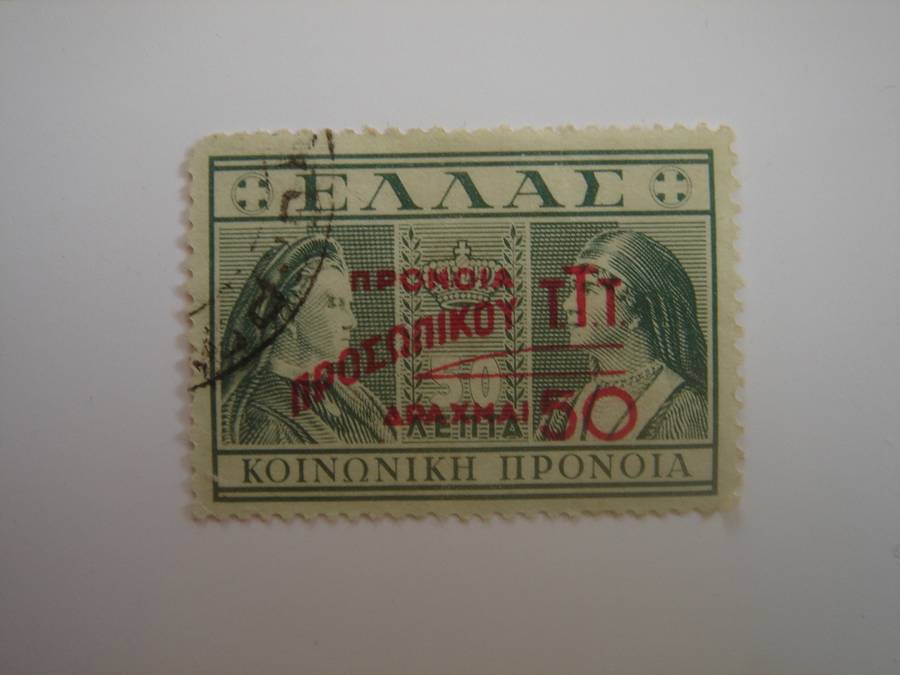 ΕΛΛΑΣ
ΠΡΟΝΟΙΑ
ΠΡΟΣΩΠΙΚΟΥ Τ.Τ.Τ.
50
ΛΕΠΤΑ
ΔΡΑΧΜΑΙ 50
ΚΟΙΝΩΝΙΚΗ ΠΡΟΝΟΙΑ